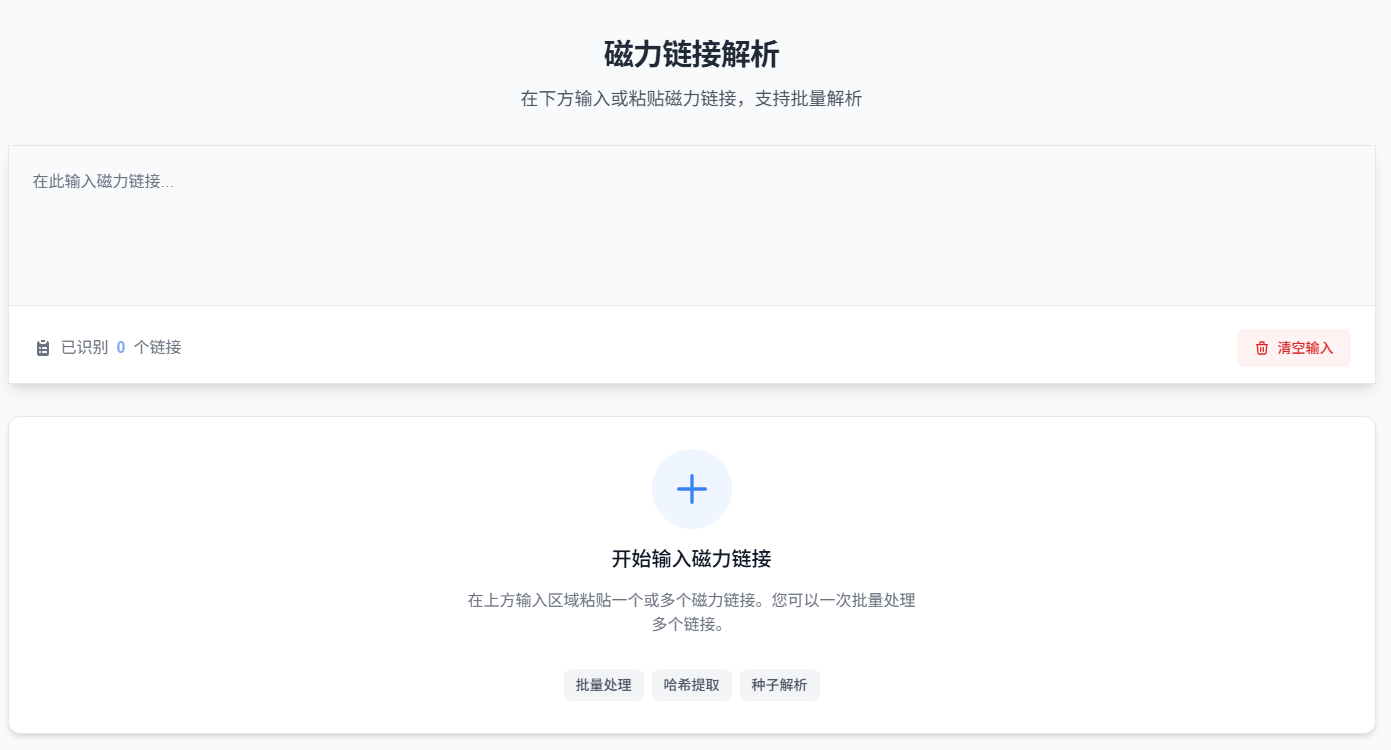 磁力链接解析
在下方输入或粘贴磁力链接，支持批量解析
在此输入磁力链接...
已识别 0 个链接
清空输入
开始输入磁力链接
在上方输入区域粘贴一个或多个磁力链接。您可以一次批量处理
多个链接。
批量处理 哈希提取 种子解析